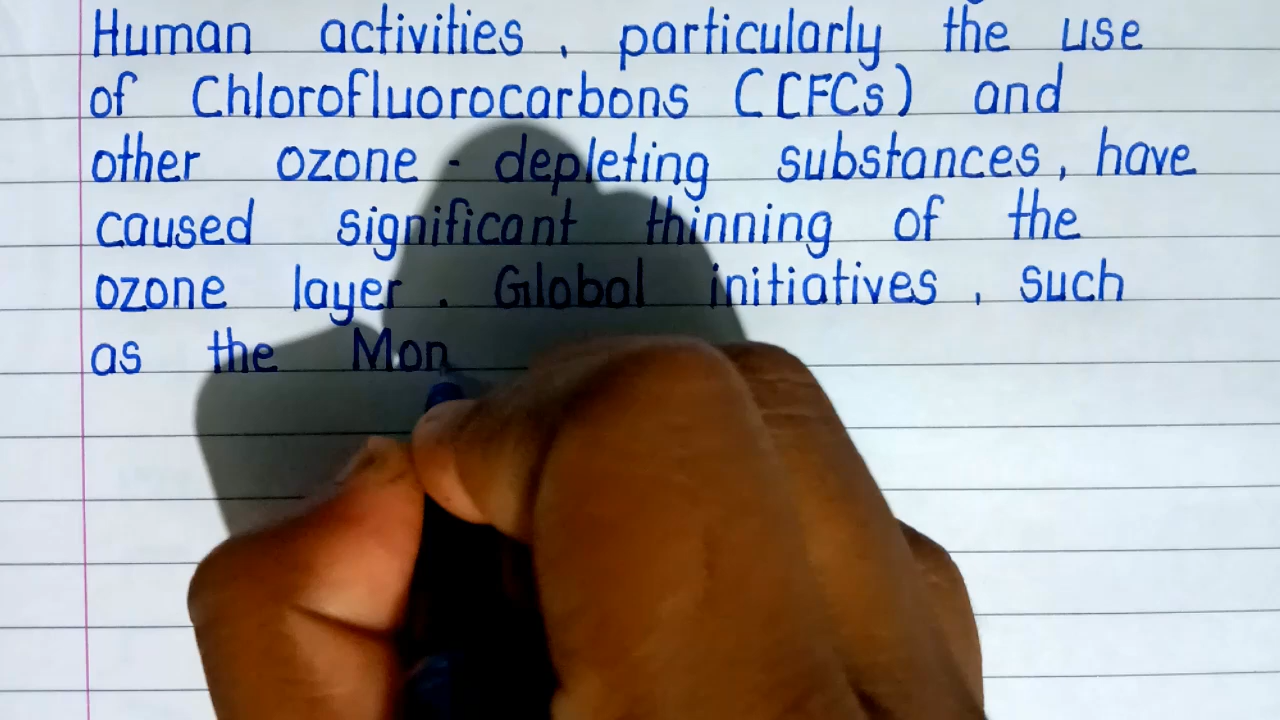 Human activities, particularly the use
of Chlorofluorocarbons (CFCs) and
other ozone-depleting substances, have
caused significant thinning of the
ozone layer. Global initiatives, such
as the Mon